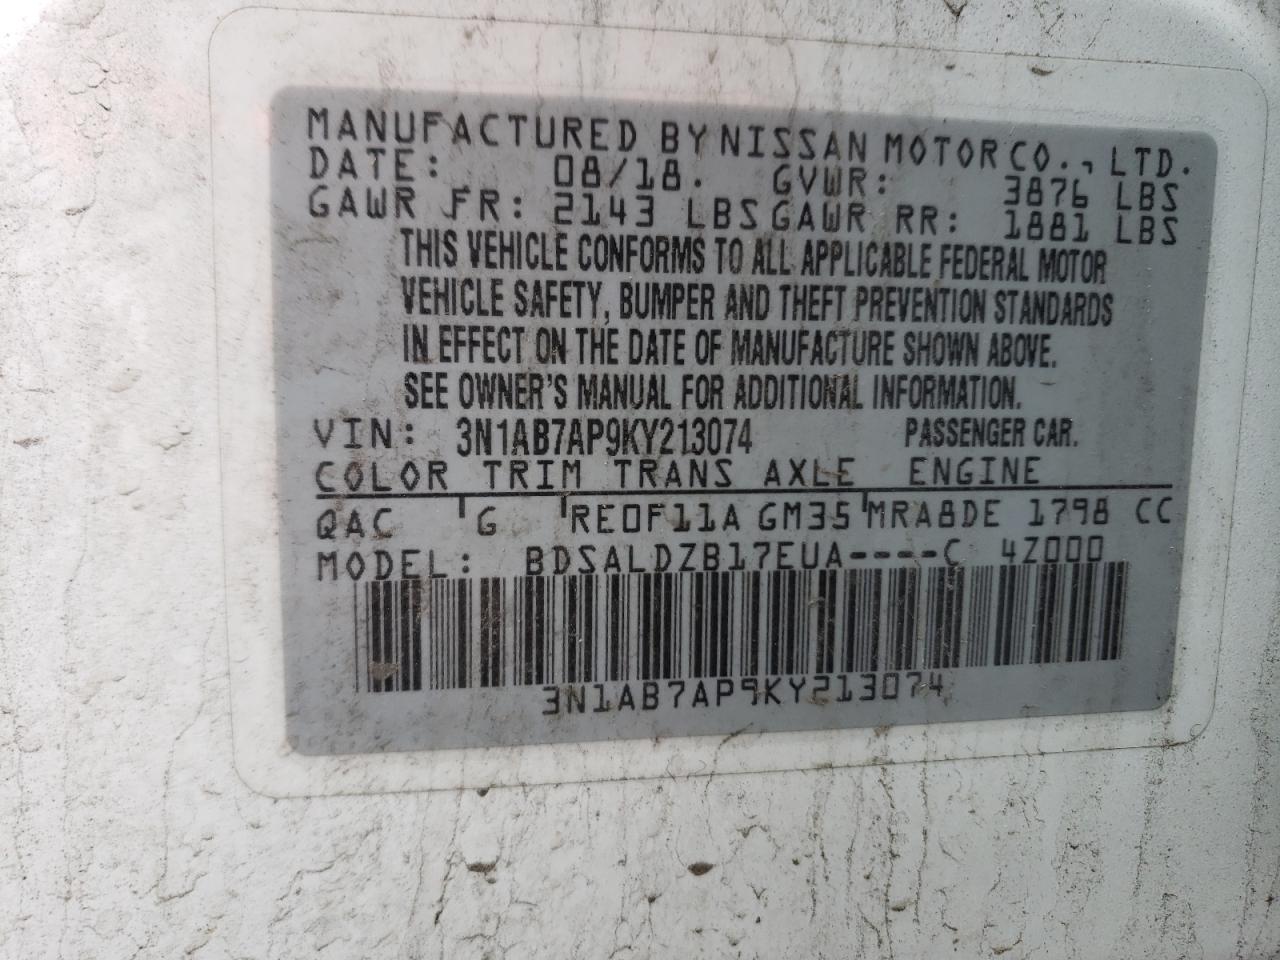 MANUFACTURED BY NISSAN MOTOR CO., LTD.
DATE: 08/18. GVWR: 3876 LBS
GAWR FR: 2143 LBS GAWR RR: 1881 LBS
THIS VEHICLE CONFORMS TO ALL APPLICABLE FEDERAL MOTOR
VEHICLE SAFETY, BUMPER AND THEFT PREVENTION STANDARDS
IN EFFECT ON THE DATE OF MANUFACTURE SHOWN ABOVE.
SEE OWNER'S MANUAL FOR ADDITIONAL INFORMATION.
VIN: 3N1AB7AP9KY213074 PASSENGER CAR.
COLOR TRIM TRANS AXLE ENGINE
QAC G RE0F11A GM35 MRA8DE 1798 CC
MODEL: BDSALDZB17EUA----C 4Z000
3N1AB7AP9KY213074